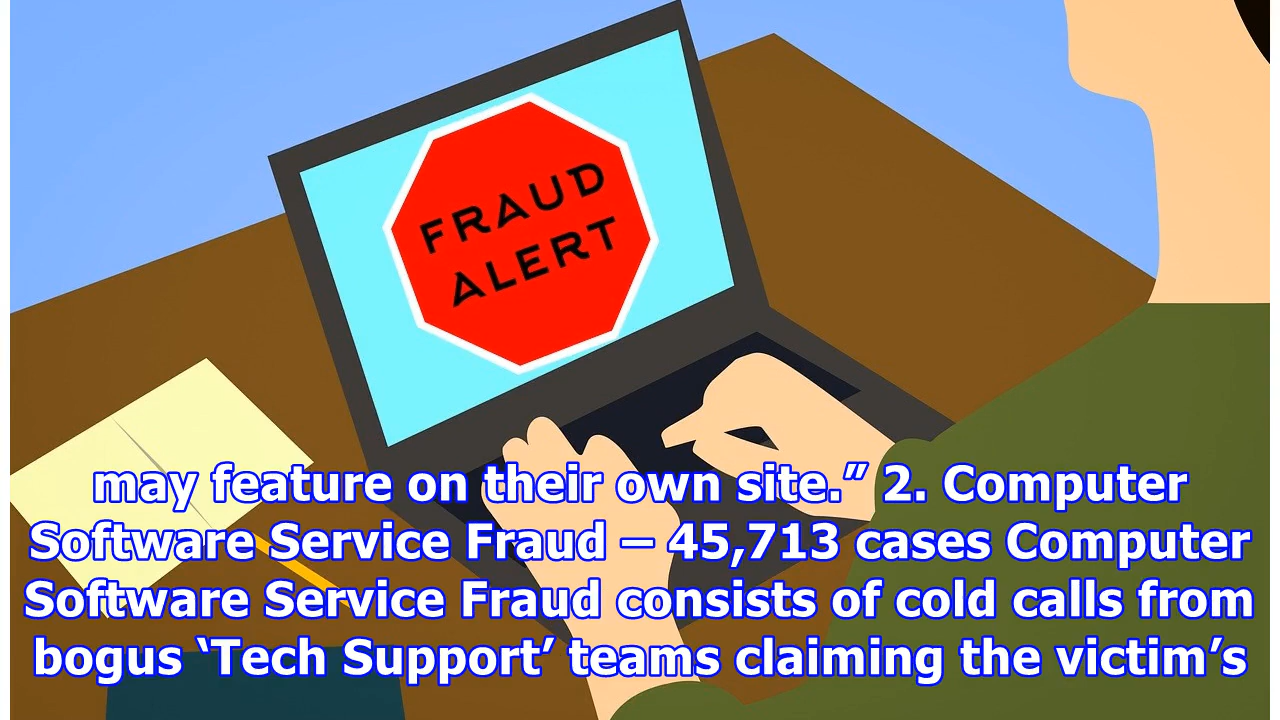 FRAUD
ALERT
may feature on their own site.” 2. Computer
Software Service Fraud – 45,713 cases Computer
Software Service Fraud consists of cold calls from
bogus ‘Tech Support’ teams claiming the victim’s